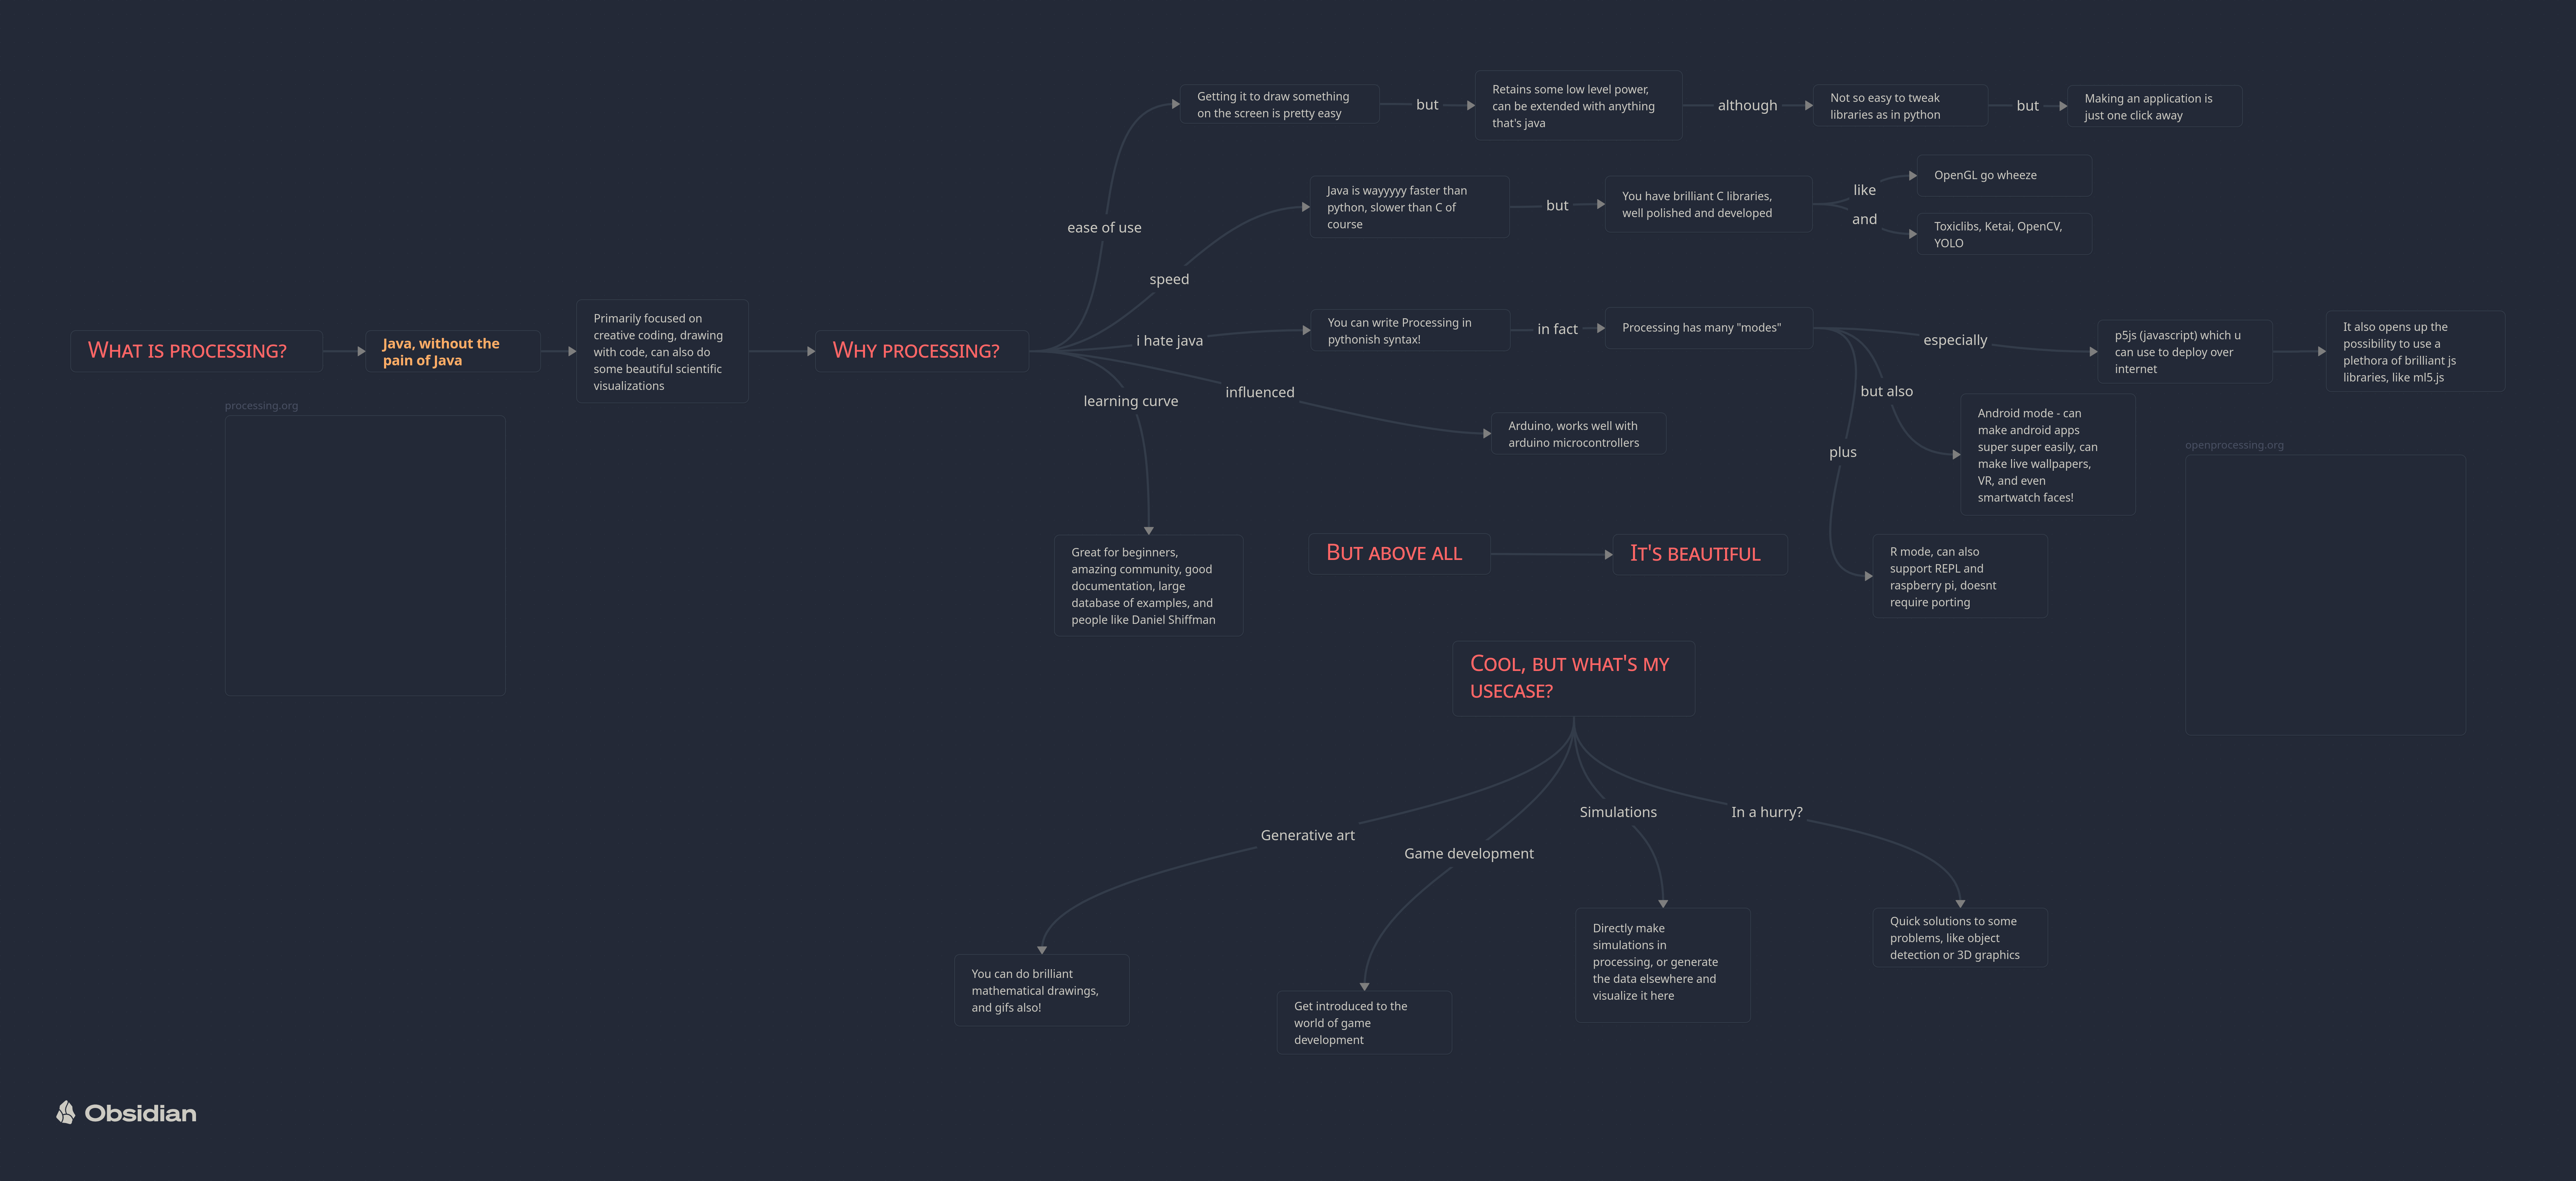 WHAT IS PROCESSING?
Java, without the
pain of Java
Primarily focused on
creative coding, drawing
with code, can also do
some beautiful scientific
visualizations
processing.org
WHY PROCESSING?
ease of use
Getting it to draw something
on the screen is pretty easy
but
Retains some low level power,
can be extended with anything
that's java
although
Not so easy to tweak
libraries as in python
but
Making an application is
just one click away
speed
Java is wayyyyy faster than
python, slower than C of
course
but
You have brilliant C libraries,
well polished and developed
like
OpenGL go wheeze
and
Toxiclibs, Ketai, OpenCV,
YOLO
i hate java
You can write Processing in
pythonish syntax!
in fact
Processing has many "modes"
especially
p5js (javascript) which u
can use to deploy over
internet
It also opens up the
possibility to use a
plethora of brilliant js
libraries, like ml5.js
but also
Android mode - can
make android apps
super super easily, can
make live wallpapers,
VR, and even
smartwatch faces!
plus
R mode, can also
support REPL and
raspberry pi, doesnt
require porting
openprocessing.org
influenced
Arduino, works well with
arduino microcontrollers
learning curve
Great for beginners,
amazing community, good
documentation, large
database of examples, and
people like Daniel Shiffman
BUT ABOVE ALL
IT'S BEAUTIFUL
COOL, BUT WHAT'S MY
USECASE?
Generative art
You can do brilliant
mathematical drawings,
and gifs also!
Game development
Get introduced to the
world of game
development
Simulations
Directly make
simulations in
processing, or generate
the data elsewhere and
visualize it here
In a hurry?
Quick solutions to some
problems, like object
detection or 3D graphics
Obsidian